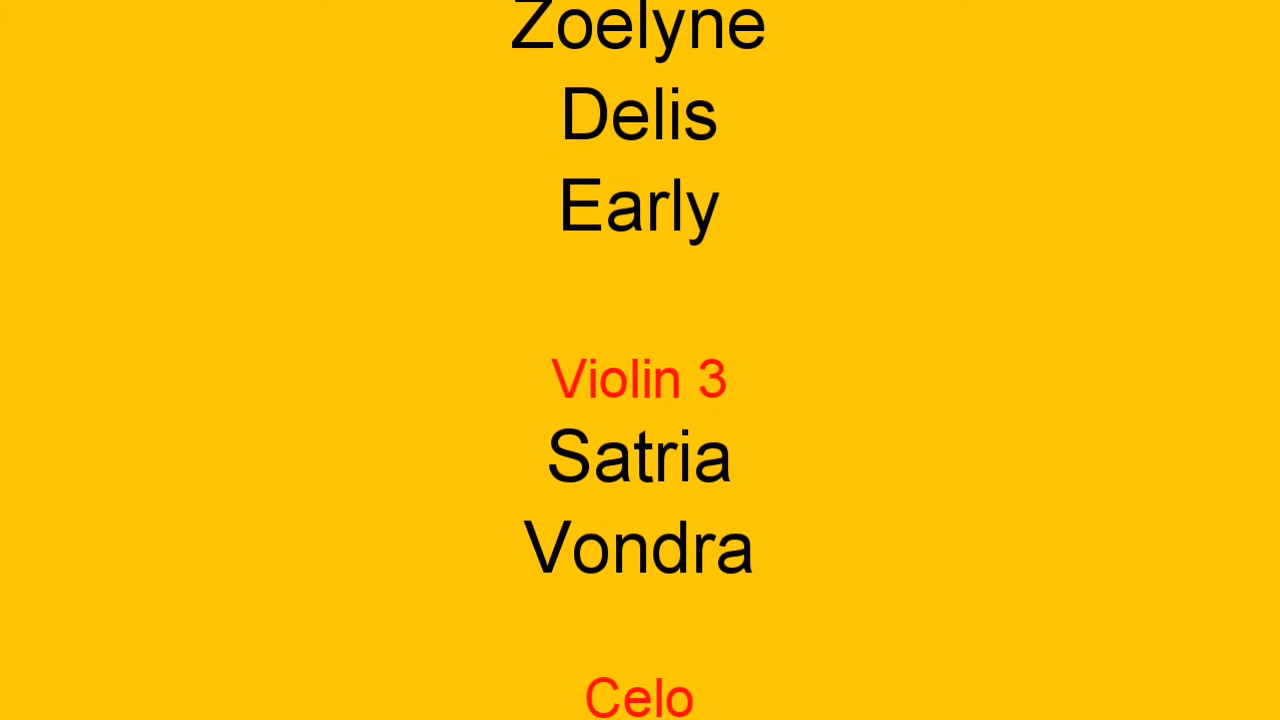 Zoelyne
Delis
Early
Violin 3
Satria
Vondra
Celo